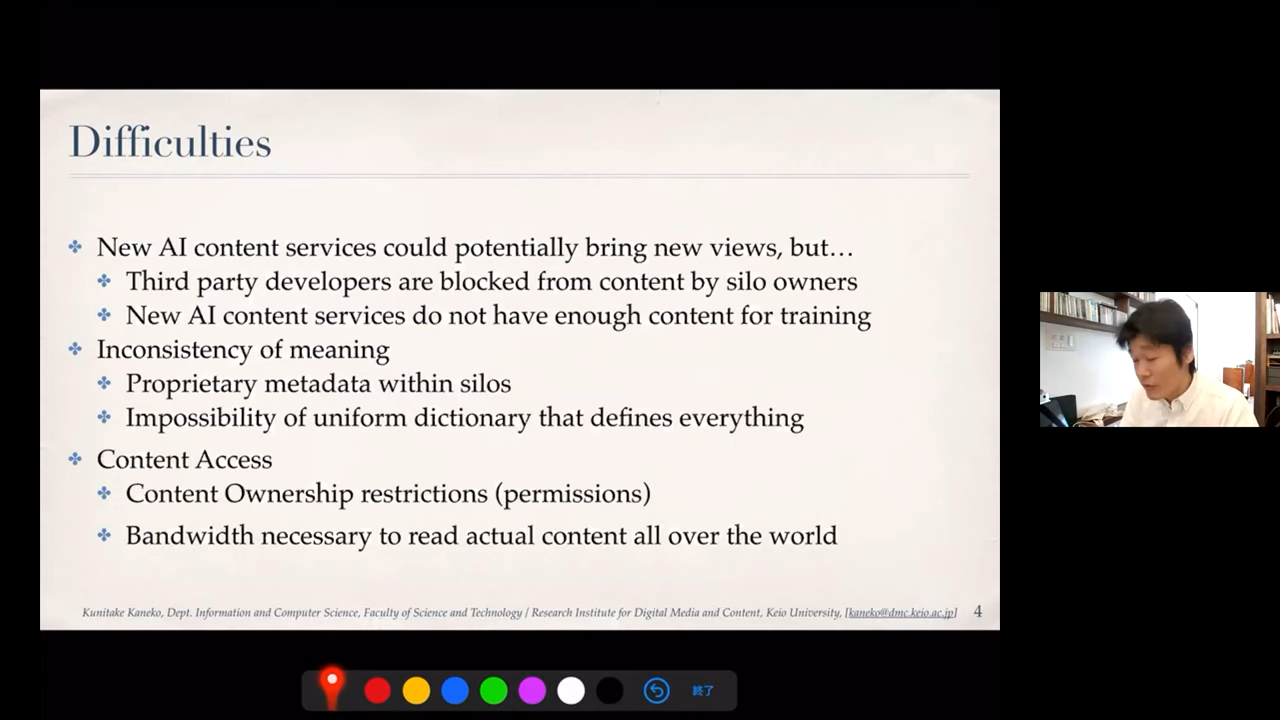 Difficulties
New AI content services could potentially bring new views, but…
Third party developers are blocked from content by silo owners
New AI content services do not have enough content for training
Inconsistency of meaning
Proprietary metadata within silos
Impossibility of uniform dictionary that defines everything
Content Access
Content Ownership restrictions (permissions)
Bandwidth necessary to read actual content all over the world
Kunitake Kaneko, Dept. Information and Computer Science, Faculty of Science and Technology / Research Institute for Digital Media and Content, Keio University, [kaneko@dmc.keio.ac.jp] 4
終了